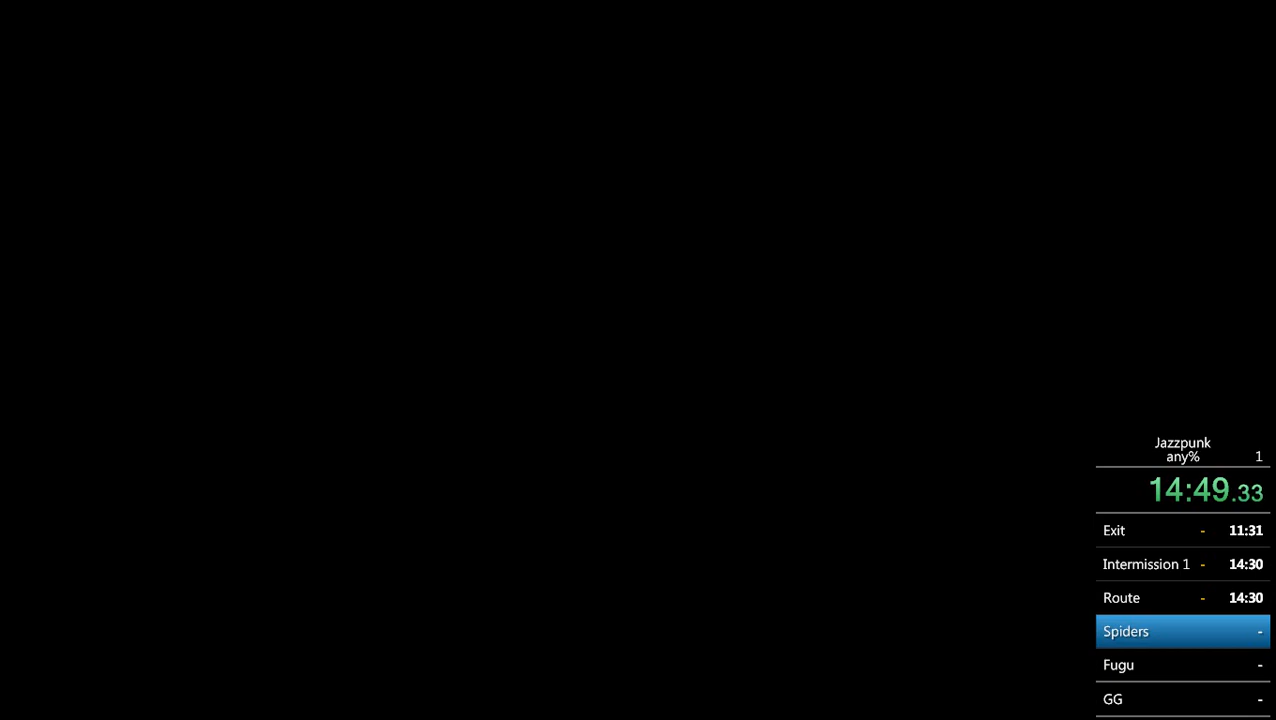 Jazzpunk
any% 1
14:49.33
Exit - 11:31
Intermission 1 - 14:30
Route - 14:30
Spiders -
Fugu -
GG -